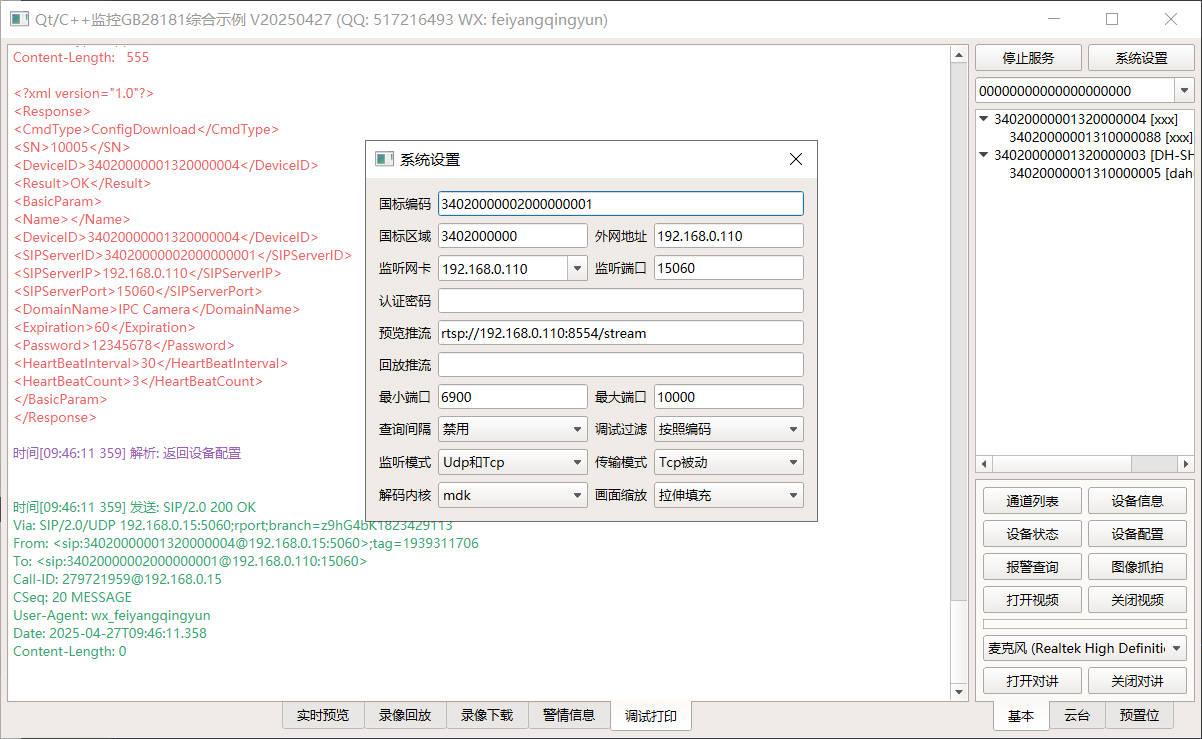 Qt/C++监控GB28181综合示例 V20250427 (QQ: 517216493 WX: feiyangqingyun)
Content-Length: 555
<?xml version="1.0"?>
<Response>
<CmdType>ConfigDownload</CmdType>
<SN>10005</SN>
<DeviceID>34020000001320000004</DeviceID>
<Result>OK</Result>
<BasicParam>
<Name></Name>
<DeviceID>34020000001320000004</DeviceID>
<SIPServerID>34020000002000000001</SIPServerID>
<SIPServerIP>192.168.0.110</SIPServerIP>
<SIPServerPort>15060</SIPServerPort>
<DomainName>IPC Camera</DomainName>
<Expiration>60</Expiration>
<Password>12345678</Password>
<HeartBeatInterval>30</HeartBeatInterval>
<HeartBeatCount>3</HeartBeatCount>
</BasicParam>
</Response>
时间[09:46:11 359] 解析: 返回设备配置
时间[09:46:11 359] 发送: SIP/2.0 200 OK
Via: SIP/2.0/UDP 192.168.0.15:5060;rport;branch=z9hG4bK1823429113
From: <sip:34020000001320000004@192.168.0.15:5060>;tag=1939311706
To: <sip:34020000002000000001@192.168.0.110:15060>
Call-ID: 279721959@192.168.0.15
CSeq: 20 MESSAGE
User-Agent: wx_feiyangqingyun
Date: 2025-04-27T09:46:11.358
Content-Length: 0
系统设置
国标编码 34020000002000000001
国标区域 3402000000 外网地址 192.168.0.110
监听网卡 192.168.0.110 监听端口 15060
认证密码
预览推流 rtsp://192.168.0.110:8554/stream
回放推流
最小端口 6900 最大端口 10000
查询间隔 禁用 调试过滤 按照编码
监听模式 Udp和Tcp 传输模式 Tcp被动
解码内核 mdk 画面缩放 拉伸填充
停止服务 系统设置
00000000000000000000
34020000001320000004 [xxx]
34020000001310000088 [xxx]
34020000001320000003 [DH-SH
34020000001310000005 [dah
通道列表 设备信息
设备状态 设备配置
报警查询 图像抓拍
打开视频 关闭视频
麦克风 (Realtek High Definiti
打开对讲 关闭对讲
实时预览 录像回放 录像下载 警情信息 调试打印
基本 云台 预置位